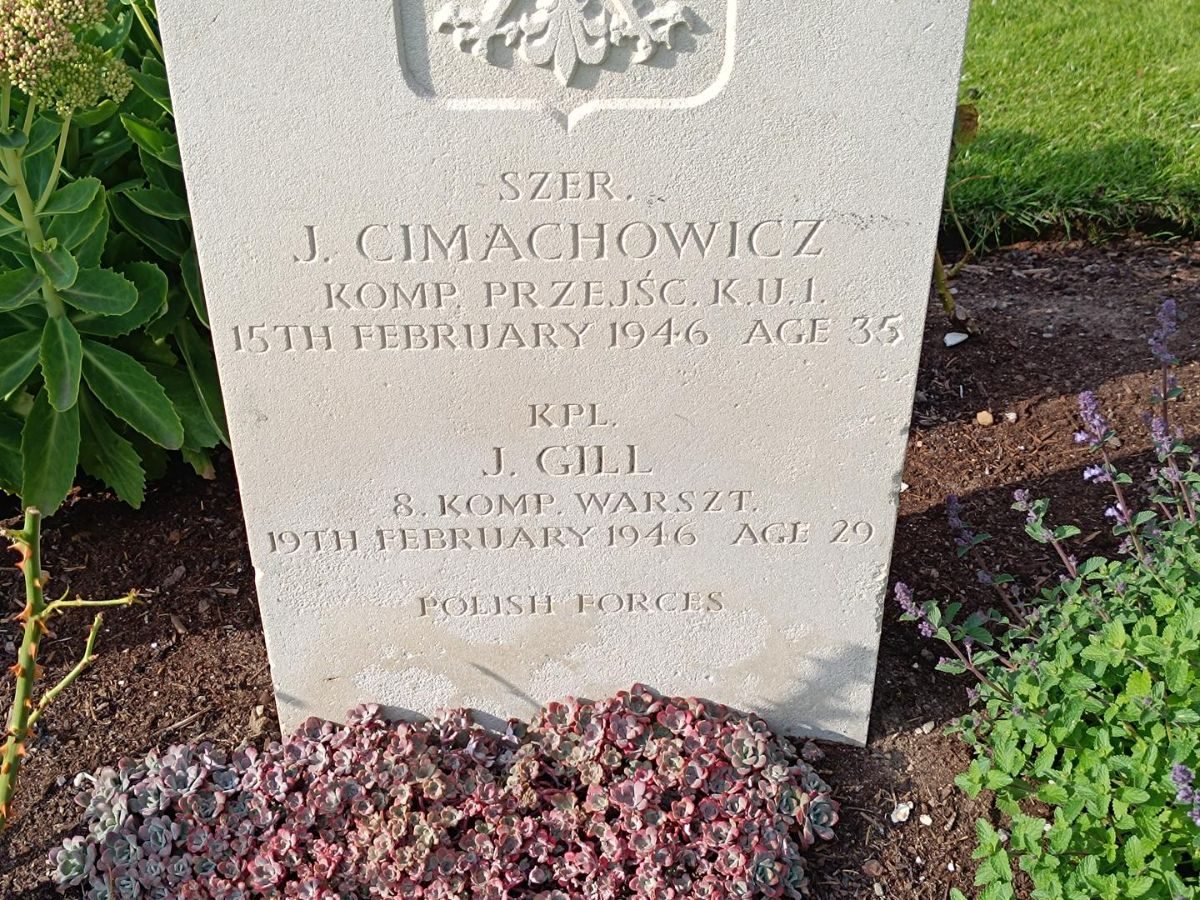 SZER.
J. CIMACHOWICZ
KOMP. PRZEJŚC. K.U.1.
15TH FEBRUARY 1946 AGE 35
KPL.
J. GILL
8. KOMP. WARSZT.
19TH FEBRUARY 1946 AGE 29
POLISH FORCES